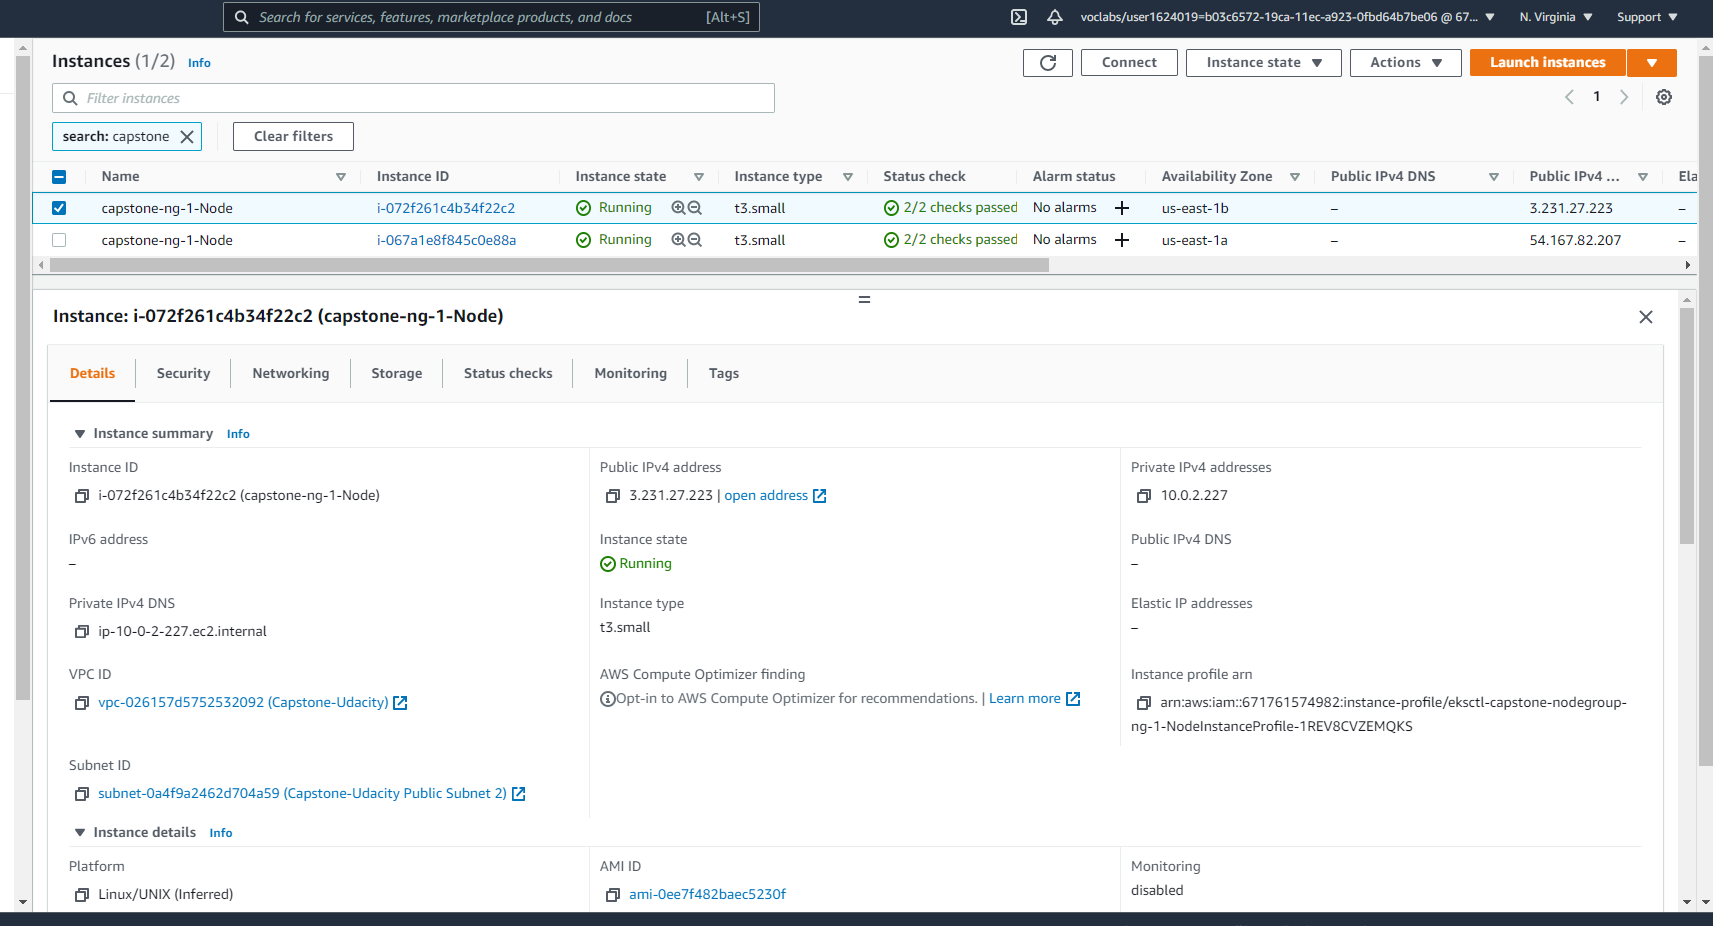 Search for services, features, marketplace products, and docs [Alt+S] voclabs/user1624019=b03c6572-19ca-11ec-a923-0fbd64b7be06 @ 67... N. Virginia Support
Instances (1/2) Info Connect Instance state Actions Launch instances
Filter instances 1
search: capstone Clear filters
Name Instance ID Instance state Instance type Status check Alarm status Availability Zone Public IPv4 DNS Public IPv4 ... Ela
capstone-ng-1-Node i-072f261c4b34f22c2 Running t3.small 2/2 checks passed No alarms us-east-1b – 3.231.27.223 –
capstone-ng-1-Node i-067a1e8f845c0e88a Running t3.small 2/2 checks passed No alarms us-east-1a – 54.167.82.207 –
Instance: i-072f261c4b34f22c2 (capstone-ng-1-Node)
Details Security Networking Storage Status checks Monitoring Tags
Instance summary Info
Instance ID Public IPv4 address Private IPv4 addresses
i-072f261c4b34f22c2 (capstone-ng-1-Node) 3.231.27.223 | open address 10.0.2.227
IPv6 address Instance state Public IPv4 DNS
– Running –
Private IPv4 DNS Instance type Elastic IP addresses
ip-10-0-2-227.ec2.internal t3.small –
VPC ID AWS Compute Optimizer finding Instance profile arn
vpc-026157d5752532092 (Capstone-Udacity) Opt-in to AWS Compute Optimizer for recommendations. | Learn more arn:aws:iam::671761574982:instance-profile/eksctl-capstone-nodegroup-
ng-1-NodeInstanceProfile-1REV8CVZEMQKS
Subnet ID
subnet-0a4f9a2462d704a59 (Capstone-Udacity Public Subnet 2)
Instance details Info
Platform AMI ID Monitoring
Linux/UNIX (Inferred) ami-0ee7f482baec5230f disabled